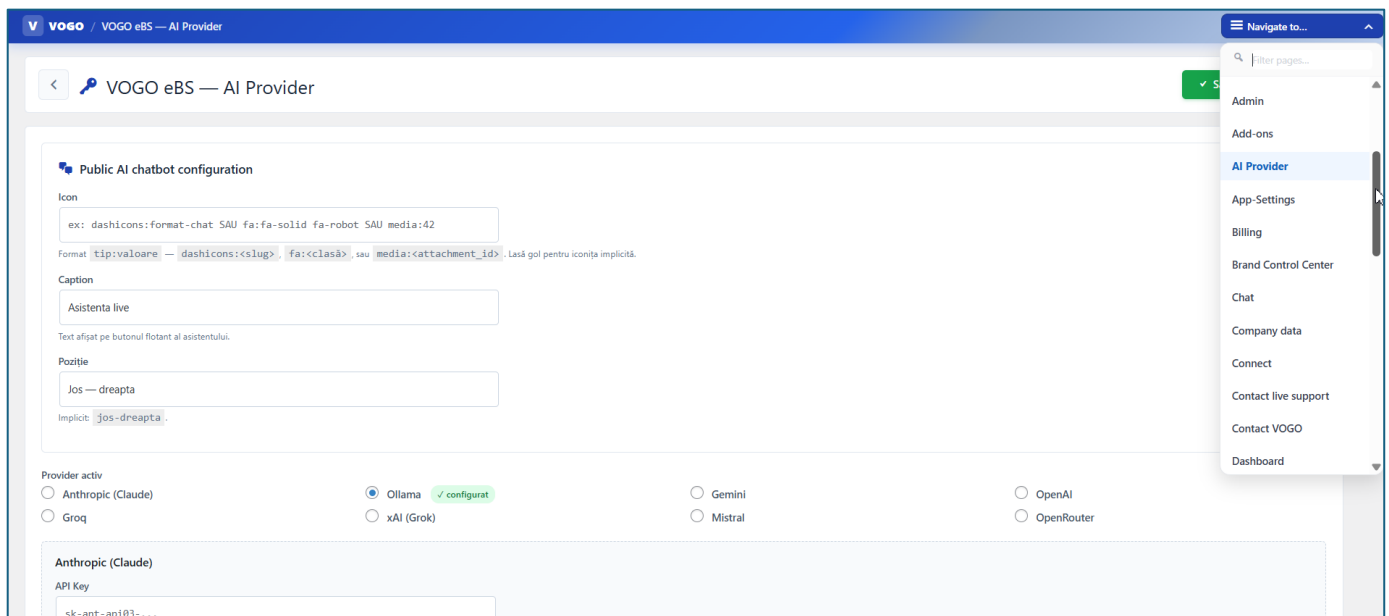 V VOGO / VOGO eBS — AI Provider
Navigate to...
VOGO eBS — AI Provider
Filter pages...
Admin
Add-ons
AI Provider
App-Settings
Billing
Brand Control Center
Chat
Company data
Connect
Contact live support
Contact VOGO
Dashboard
Public AI chatbot configuration
Icon
ex: dashicons:format-chat SAU fa:fa-solid fa-robot SAU media:42
Format tip:valoare — dashicons:<slug>, fa:<clasă>, sau media:<attachment_id>. Lasă gol pentru iconița implicită.
Caption
Asistenta live
Text afișat pe butonul flotant al asistentului.
Poziție
Jos — dreapta
Implicit: jos-dreapta.
Provider activ
Anthropic (Claude)
Ollama ✓ configurat
Gemini
OpenAI
Groq
xAI (Grok)
Mistral
OpenRouter
Anthropic (Claude)
API Key
sk-ant-api03-...